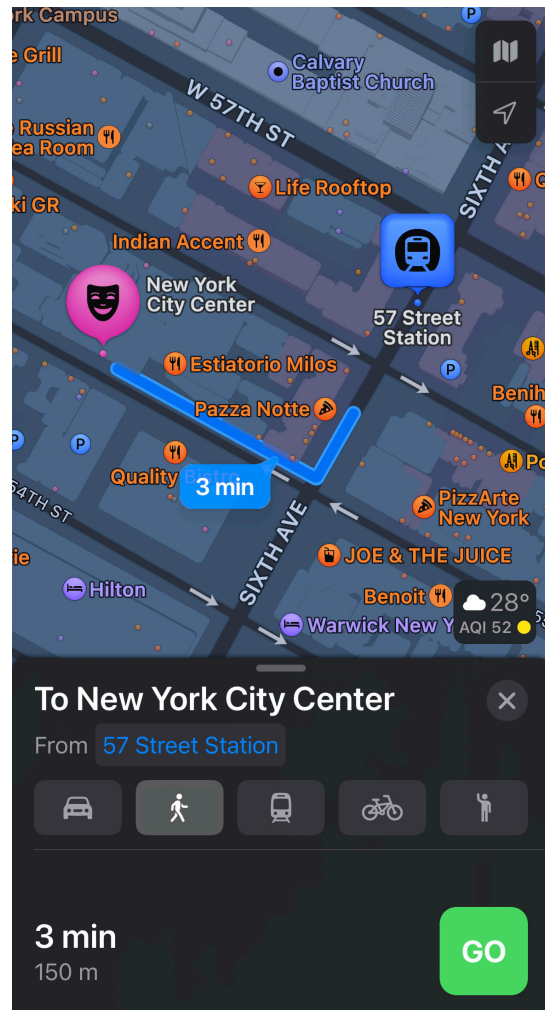 rk Campus
P
Grill
Calvary
Baptist Church
W 57TH ST
Russian
ea Room
SIXTH A
Life Rooftop
ki GR
Indian Accent
New York
City Center
57 Street
Station
Estiatorio Milos
P
Benih
Pazza Notte
P
P
Quality
3 min
Po
54TH ST
PizzArte
New York
SIXTH AVE
JOE & THE JUICE
ie
Hilton
Benoit
28°
Warwick New Y
AQI 52
To New York City Center
From 57 Street Station
3 min
150 m
GO